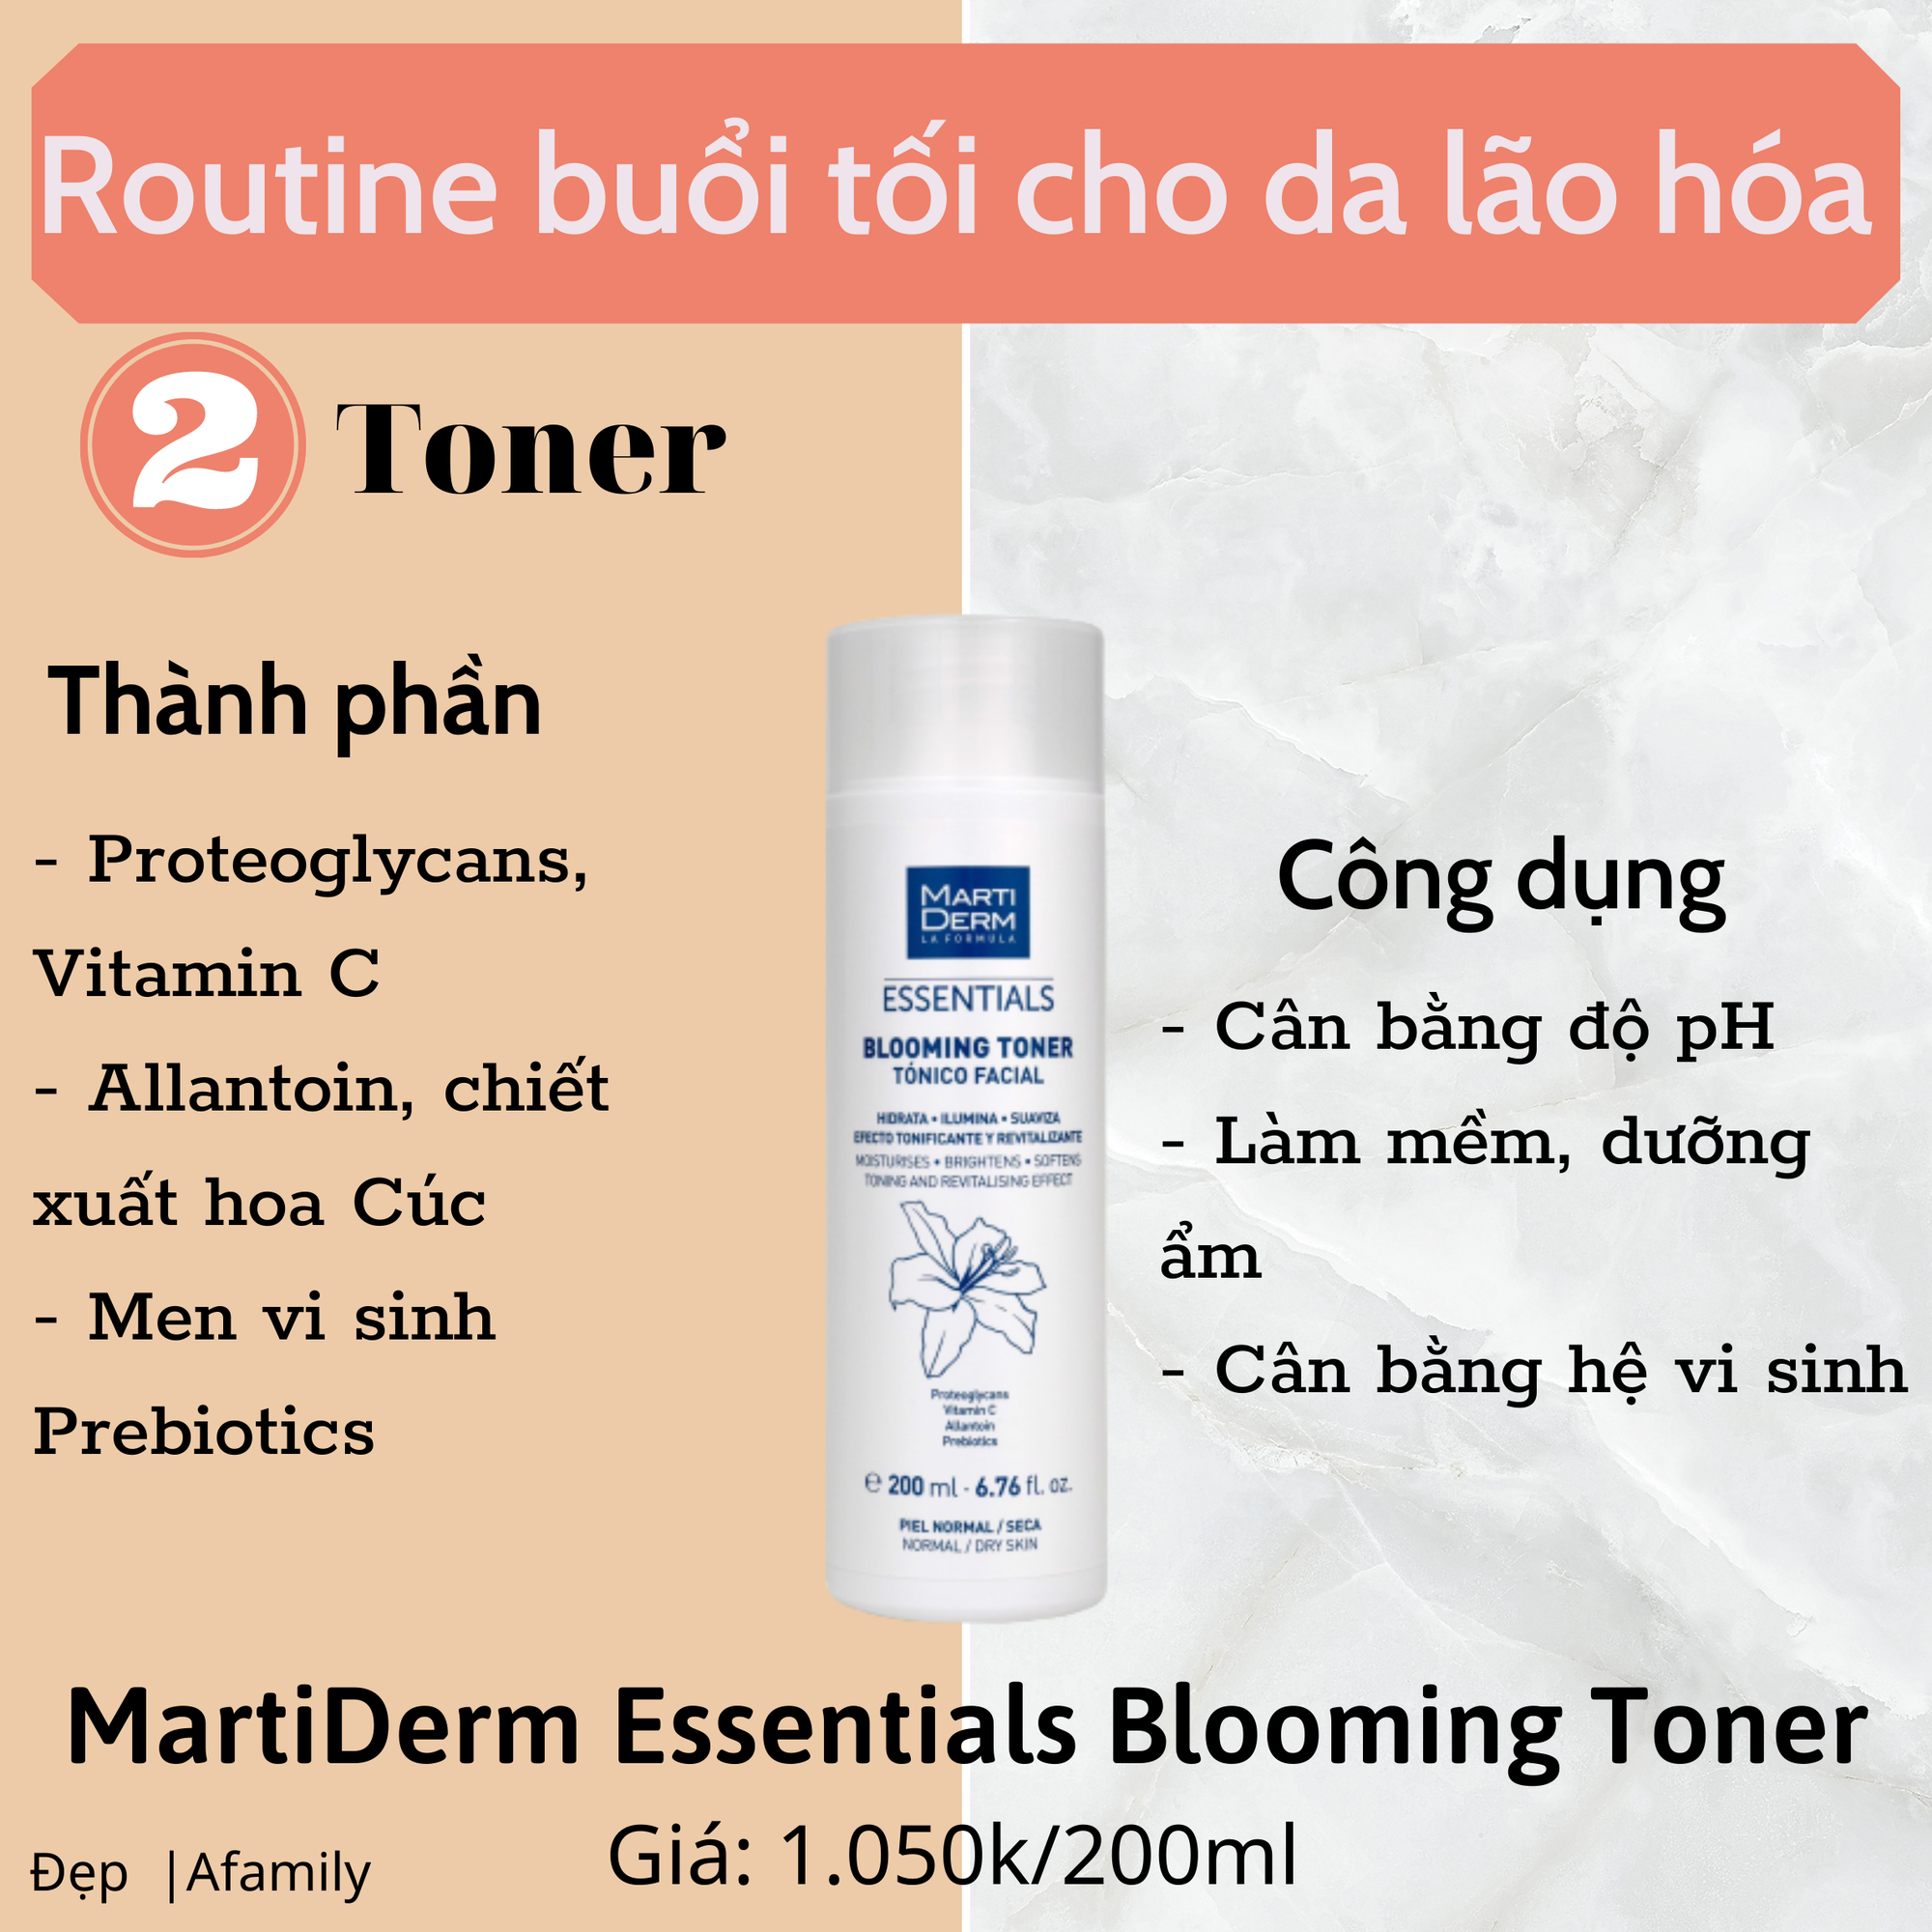 Routine buổi tối cho da lão hóa
2
Toner
Thành phần
- Proteoglycans,
Vitamin C
- Allantoin, chiết
xuất hoa Cúc
- Men vi sinh
Prebiotics
MARTI
DERM
LA FORMULA
ESSENTIALS
BLOOMING TONER
TÓNICO FACIAL
HIDRATA • ILUMINA • SUAVIZA
EFECTO TONIFICANTE Y REVITALIZANTE
MOISTURISES • BRIGHTENS • SOFTENS
TONING AND REVITALISING EFFECT
Proteoglycans
Vitamin C
Allantoin
Prebiotics
℮ 200 ml - 6.76 fl. oz.
PIEL NORMAL / SECA
NORMAL / DRY SKIN
Công dụng
- Cân bằng độ pH
- Làm mềm, dưỡng
ẩm
- Cân bằng hệ vi sinh
MartiDerm Essentials Blooming Toner
Giá: 1.050k/200ml
Đẹp |Afamily